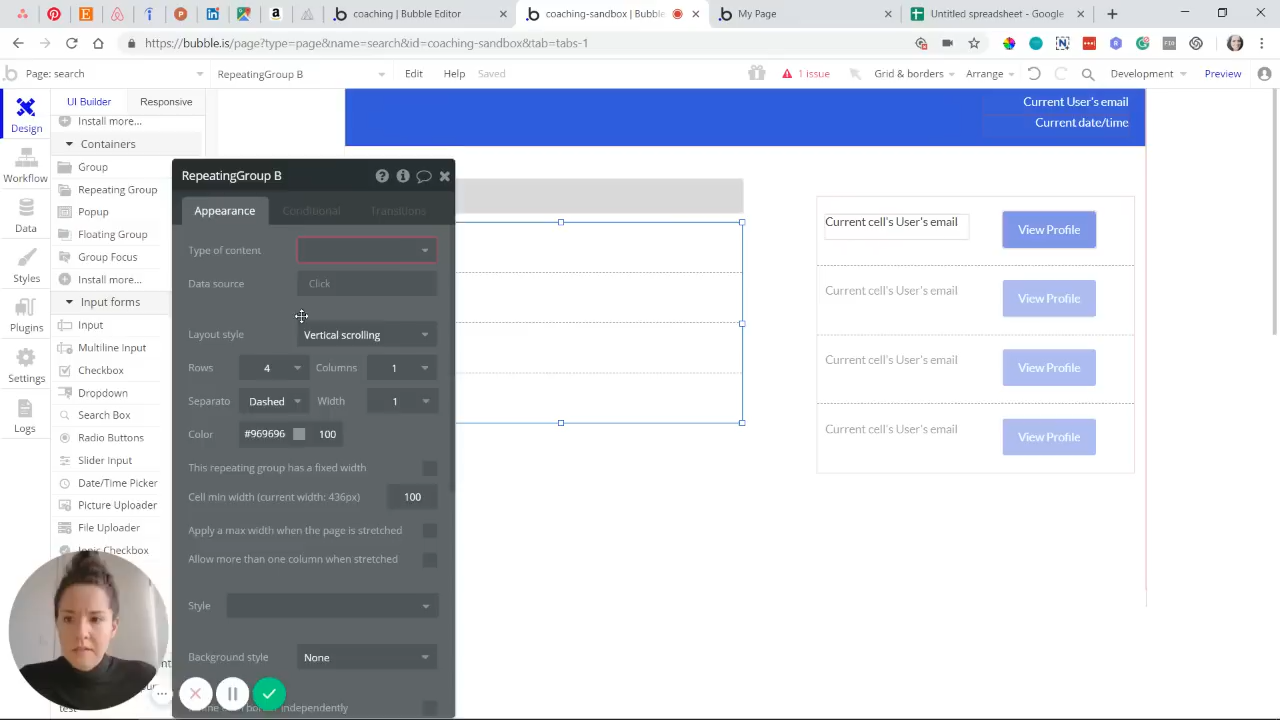 coaching | Bubble Editor
coaching-sandbox | Bubble
My Page
Untitled spreadsheet - Google
https://bubble.is/page?type=page&name=search&id=coaching-sandbox&tab=tabs-1
Page: search
RepeatingGroup B
Edit
Help
Saved
1 issue
Grid & borders
Arrange
Development
Preview
Design
Workflow
Data
Styles
Plugins
Settings
Logs
UI Builder
Responsive
Install more...
Containers
Group
Repeating Group
Popup
Floating Group
Group Focus
Install more...
Input forms
Input
Multiline Input
Checkbox
Dropdown
Search Box
Radio Buttons
Slider Input
Date/Time Picker
Picture Uploader
File Uploader
Ionic Checkbox
RepeatingGroup B
Appearance
Conditional
Transitions
Type of content
Data source
Click
Layout style
Vertical scrolling
Rows
4
Columns
1
Separato
Dashed
Width
1
Color
#969696
100
This repeating group has a fixed width
Cell min width (current width: 436px)
100
Apply a max width when the page is stretched
Allow more than one column when stretched
Style
Background style
None
independently
Current User's email
Current date/time
Current cell's User's email
View Profile
Current cell's User's email
View Profile
Current cell's User's email
View Profile
Current cell's User's email
View Profile